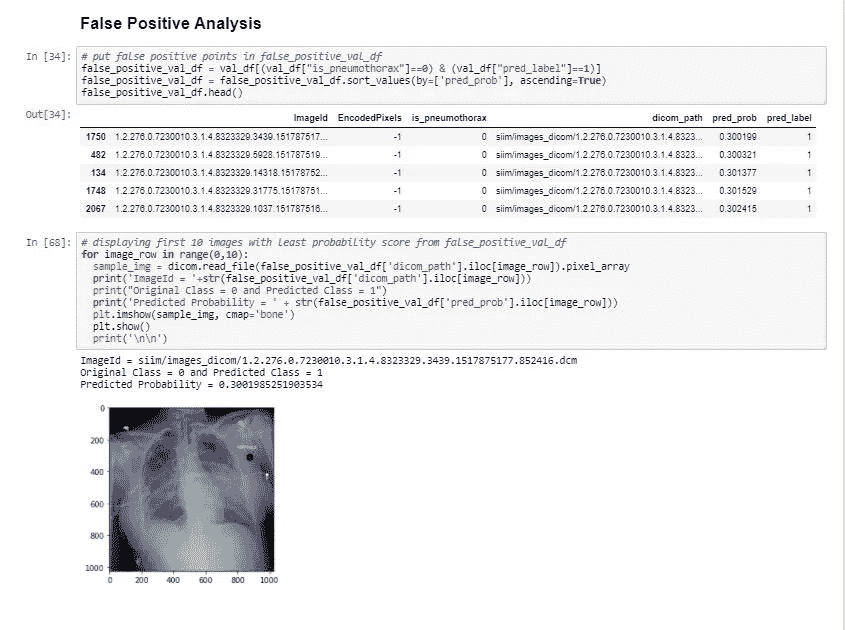 False Positive Analysis
In [34]:
# put false positive points in false_positive_val_df
false_positive_val_df = val_df[(val_df["is_pneumothorax"]==0) & (val_df["pred_label"]==1)]
false_positive_val_df = false_positive_val_df.sort_values(by=['pred_prob'], ascending=True)
false_positive_val_df.head()
Out[34]:
ImageId EncodedPixels is_pneumothorax dicom_path pred_prob pred_label
1750 1.2.276.0.7230010.3.1.4.8323329.3439.151787517... -1 0 siim/images_dicom/1.2.276.0.7230010.3.1.4.8323... 0.300199 1
482 1.2.276.0.7230010.3.1.4.8323329.5928.151787519... -1 0 siim/images_dicom/1.2.276.0.7230010.3.1.4.8323... 0.300321 1
134 1.2.276.0.7230010.3.1.4.8323329.14318.15178752... -1 0 siim/images_dicom/1.2.276.0.7230010.3.1.4.8323... 0.301377 1
1748 1.2.276.0.7230010.3.1.4.8323329.31775.15178751... -1 0 siim/images_dicom/1.2.276.0.7230010.3.1.4.8323... 0.301529 1
2067 1.2.276.0.7230010.3.1.4.8323329.1037.151787516... -1 0 siim/images_dicom/1.2.276.0.7230010.3.1.4.8323... 0.302415 1
In [68]:
# displaying first 10 images with least probability score from false_positive_val_df
for image_row in range(0,10):
sample_img = dicom.read_file(false_positive_val_df['dicom_path'].iloc[image_row]).pixel_array
print('ImageId = '+str(false_positive_val_df['dicom_path'].iloc[image_row]))
print("Original Class = 0 and Predicted Class = 1")
print('Predicted Probability = ' + str(false_positive_val_df['pred_prob'].iloc[image_row]))
plt.imshow(sample_img, cmap='bone')
plt.show()
print('\n\n')
ImageId = siim/images_dicom/1.2.276.0.7230010.3.1.4.8323329.3439.1517875177.852416.dcm
Original Class = 0 and Predicted Class = 1
Predicted Probability = 0.3001985251903534
0
200
400
600
800
1000
0 200 400 600 800 1000